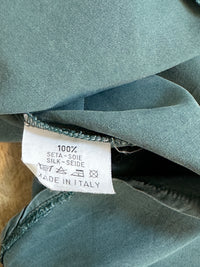 100%
SETA-SOIE
SILK-SEIDE
MADE IN ITALY